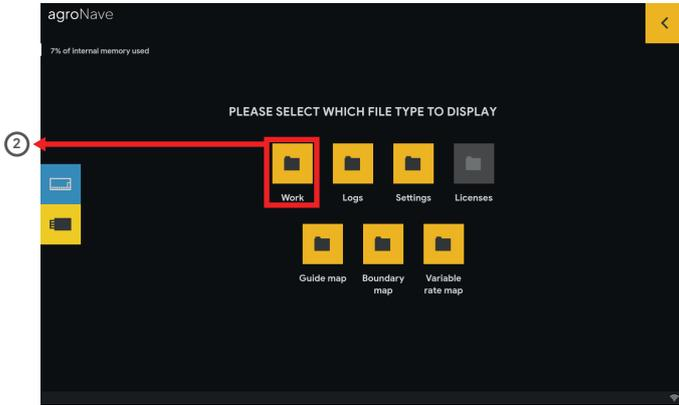 agroNave
7% of internal memory used
PLEASE SELECT WHICH FILE TYPE TO DISPLAY
2
Work Logs Settings Licenses
Guide map Boundary map Variable rate map